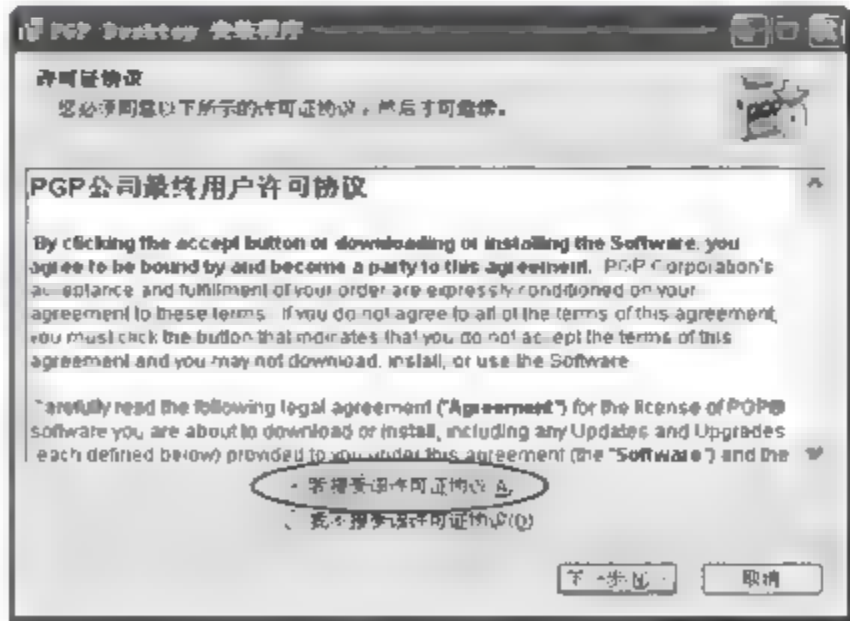 PGP Desktop 安装程序
许可证协议
您必须同意以下所示的许可证协议，然后才可继续。
PGP公司最终用户许可协议
By clicking the accept button or downloading or installing the Software, you
agree to be bound by and become a party to this agreement. PGP Corporation's
acceptance and fulfillment of your order are expressly conditioned on your
agreement to these terms. If you do not agree to all of the terms of this agreement,
you must click the button that indicates that you do not accept the terms of this
agreement and you may not download, install, or use the Software
Carefully read the following legal agreement ("Agreement") for the license of PGP®
software you are about to download or install, including any Updates and Upgrades
each defined below) provided to you under this agreement (the "Software") and the
接受该许可证协议 A
我不接受该许可证协议(D)
下一步(N)
取消